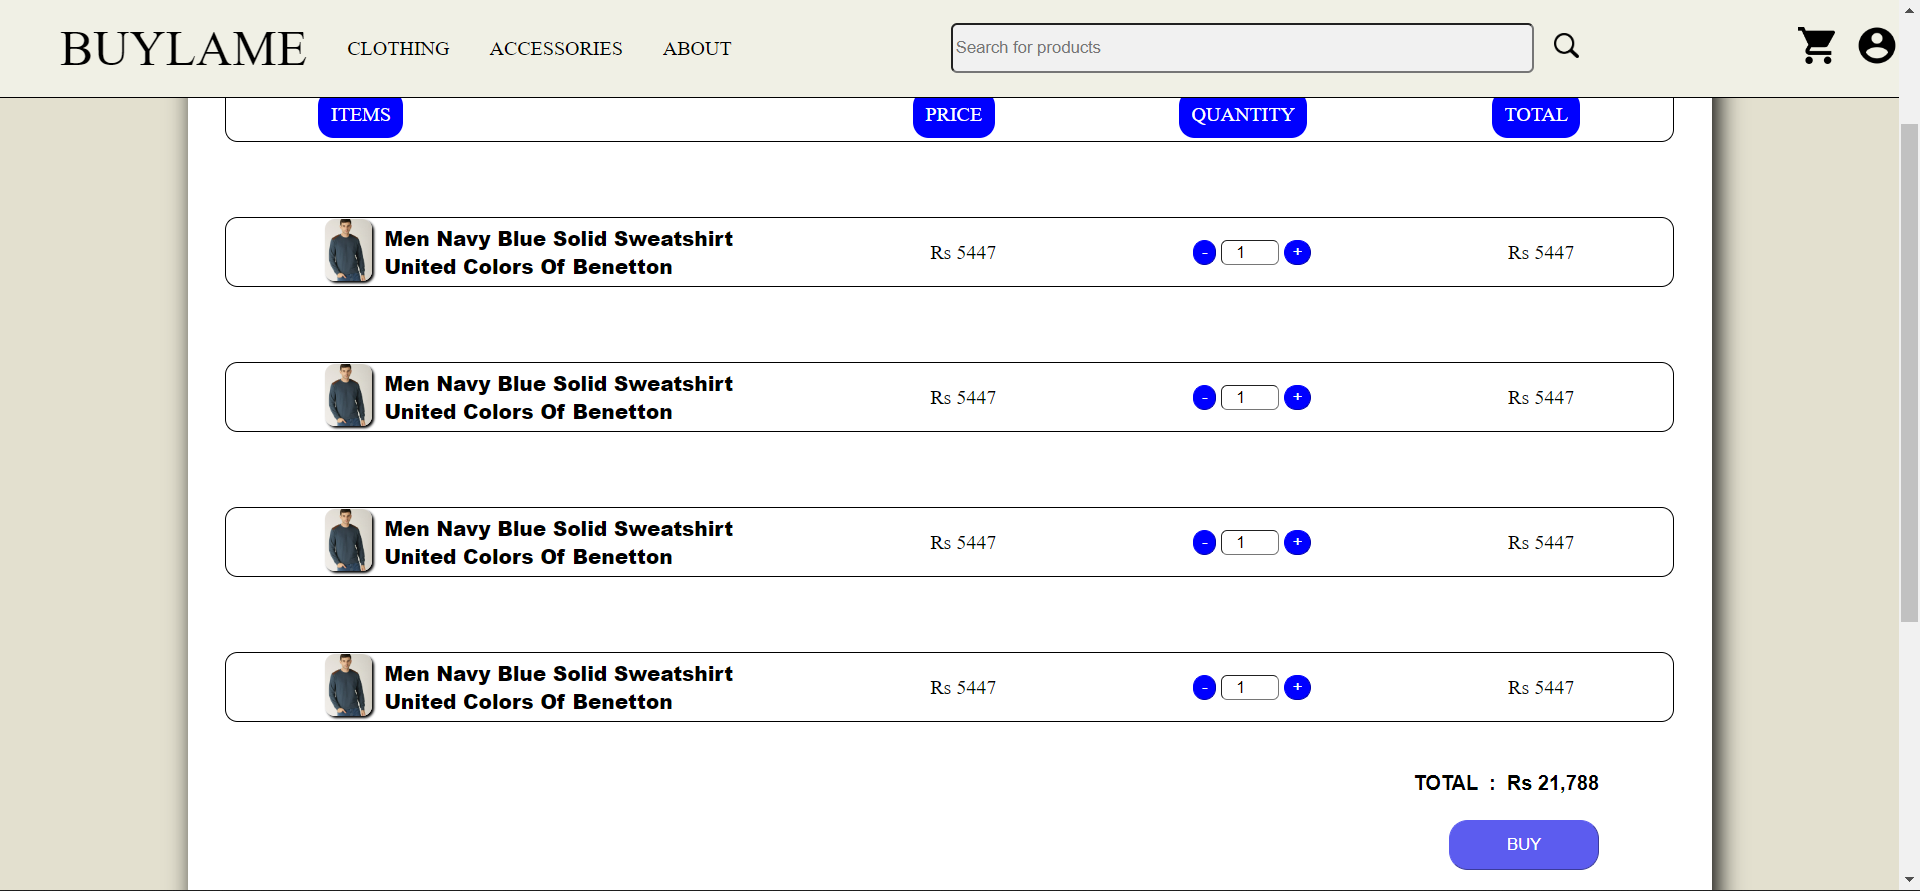 BUYLAME CLOTHING ACCESSORIES ABOUT Search for products
ITEMS PRICE QUANTITY TOTAL
Men Navy Blue Solid Sweatshirt
United Colors Of Benetton
Rs 5447 - 1 + Rs 5447
Men Navy Blue Solid Sweatshirt
United Colors Of Benetton
Rs 5447 - 1 + Rs 5447
Men Navy Blue Solid Sweatshirt
United Colors Of Benetton
Rs 5447 - 1 + Rs 5447
Men Navy Blue Solid Sweatshirt
United Colors Of Benetton
Rs 5447 - 1 + Rs 5447
TOTAL : Rs 21,788
BUY